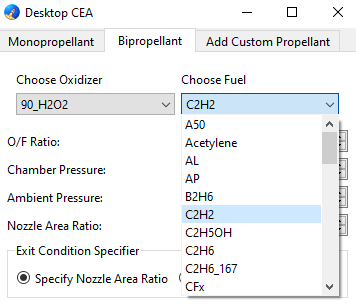 Desktop CEA
Monopropellant Bipropellant Add Custom Propellant
Choose Oxidizer Choose Fuel
90_H2O2 C2H2
A50
O/F Ratio: Acetylene
AL
Chamber Pressure: AP
Ambient Pressure: B2H6
C2H2
Nozzle Area Ratio: C2H5OH
Exit Condition Specifier C2H6
C2H6_167
Specify Nozzle Area Ratio CFx